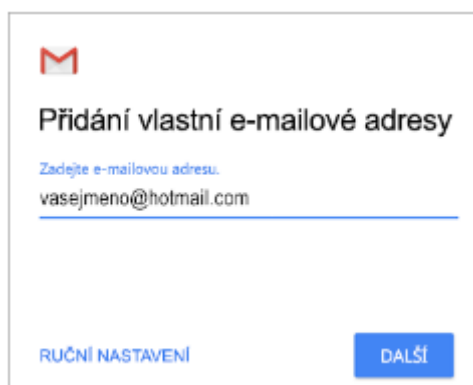 Přidání vlastní e-mailové adresy
Zadejte e-mailovou adresu.
vasejmeno@hotmail.com
RUČNÍ NASTAVENÍ
DALŠÍ